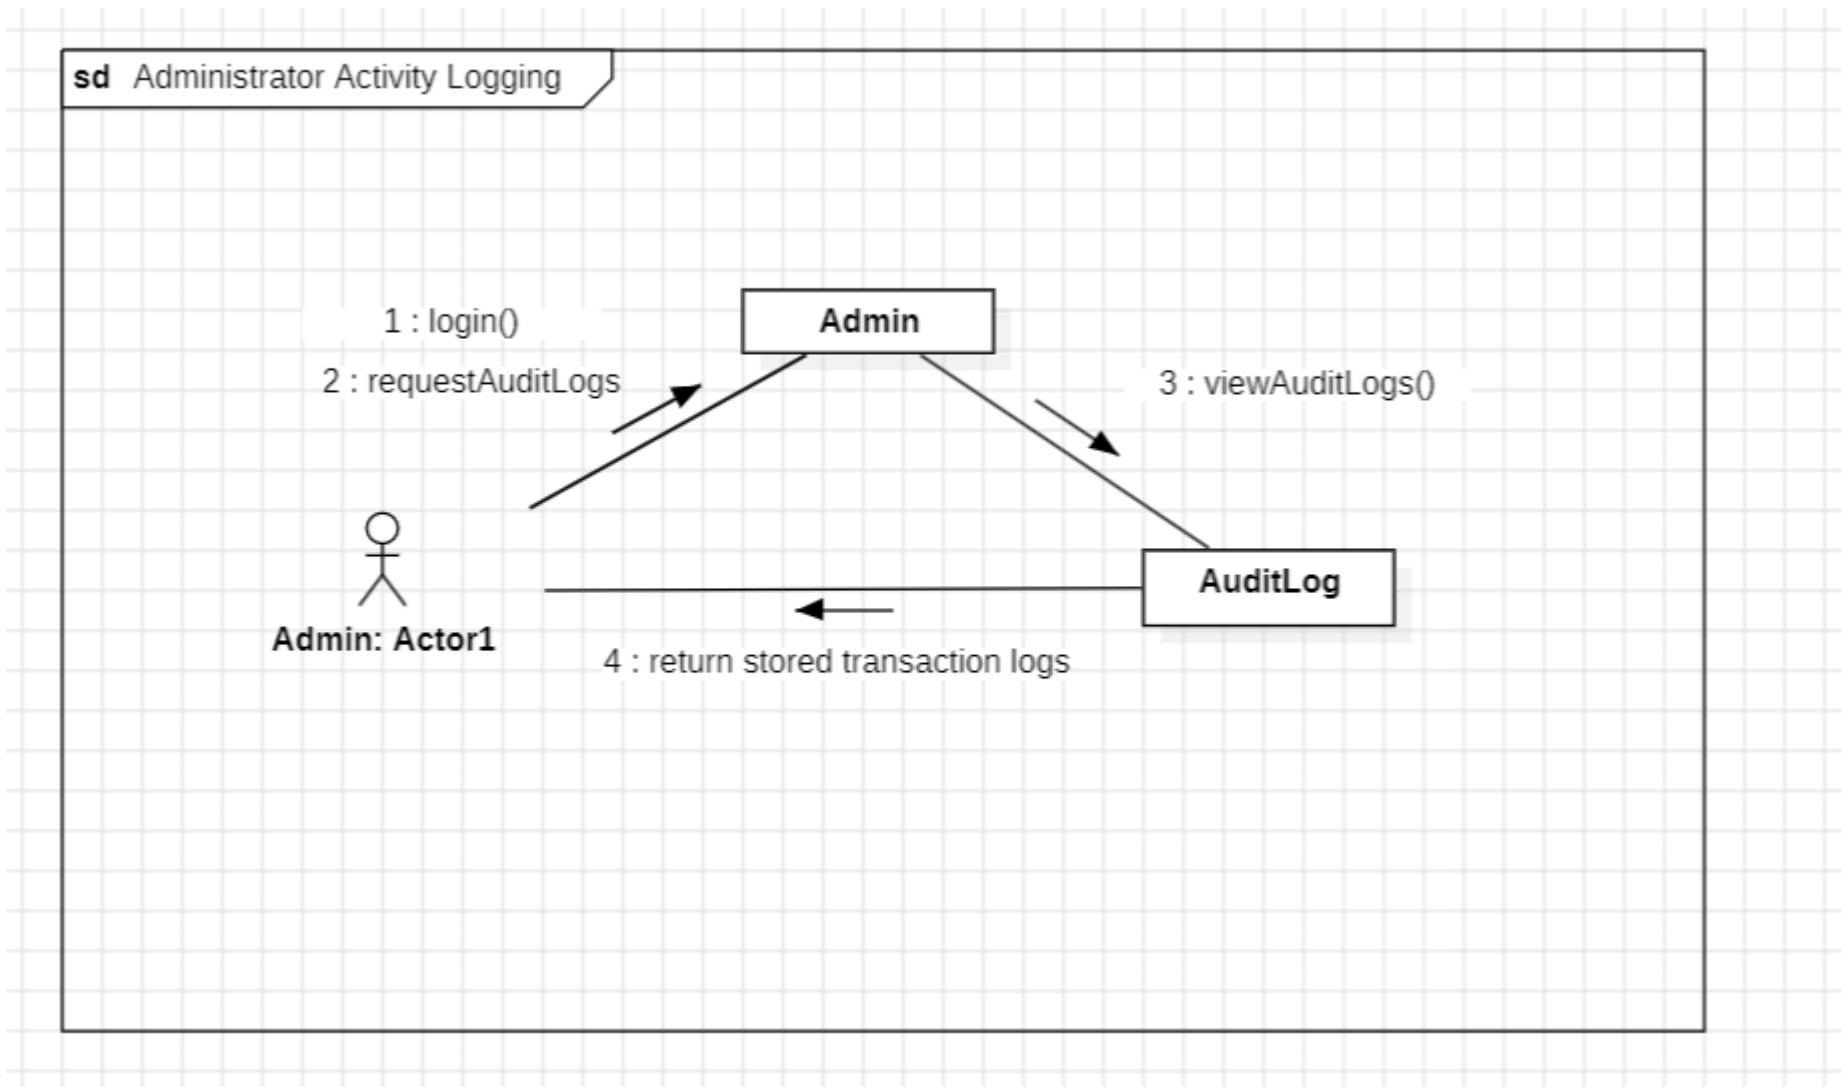 sd Administrator Activity Logging
1 : login()
Admin
2 : requestAuditLogs
3 : viewAuditLogs()
AuditLog
Admin: Actor1
4 : return stored transaction logs